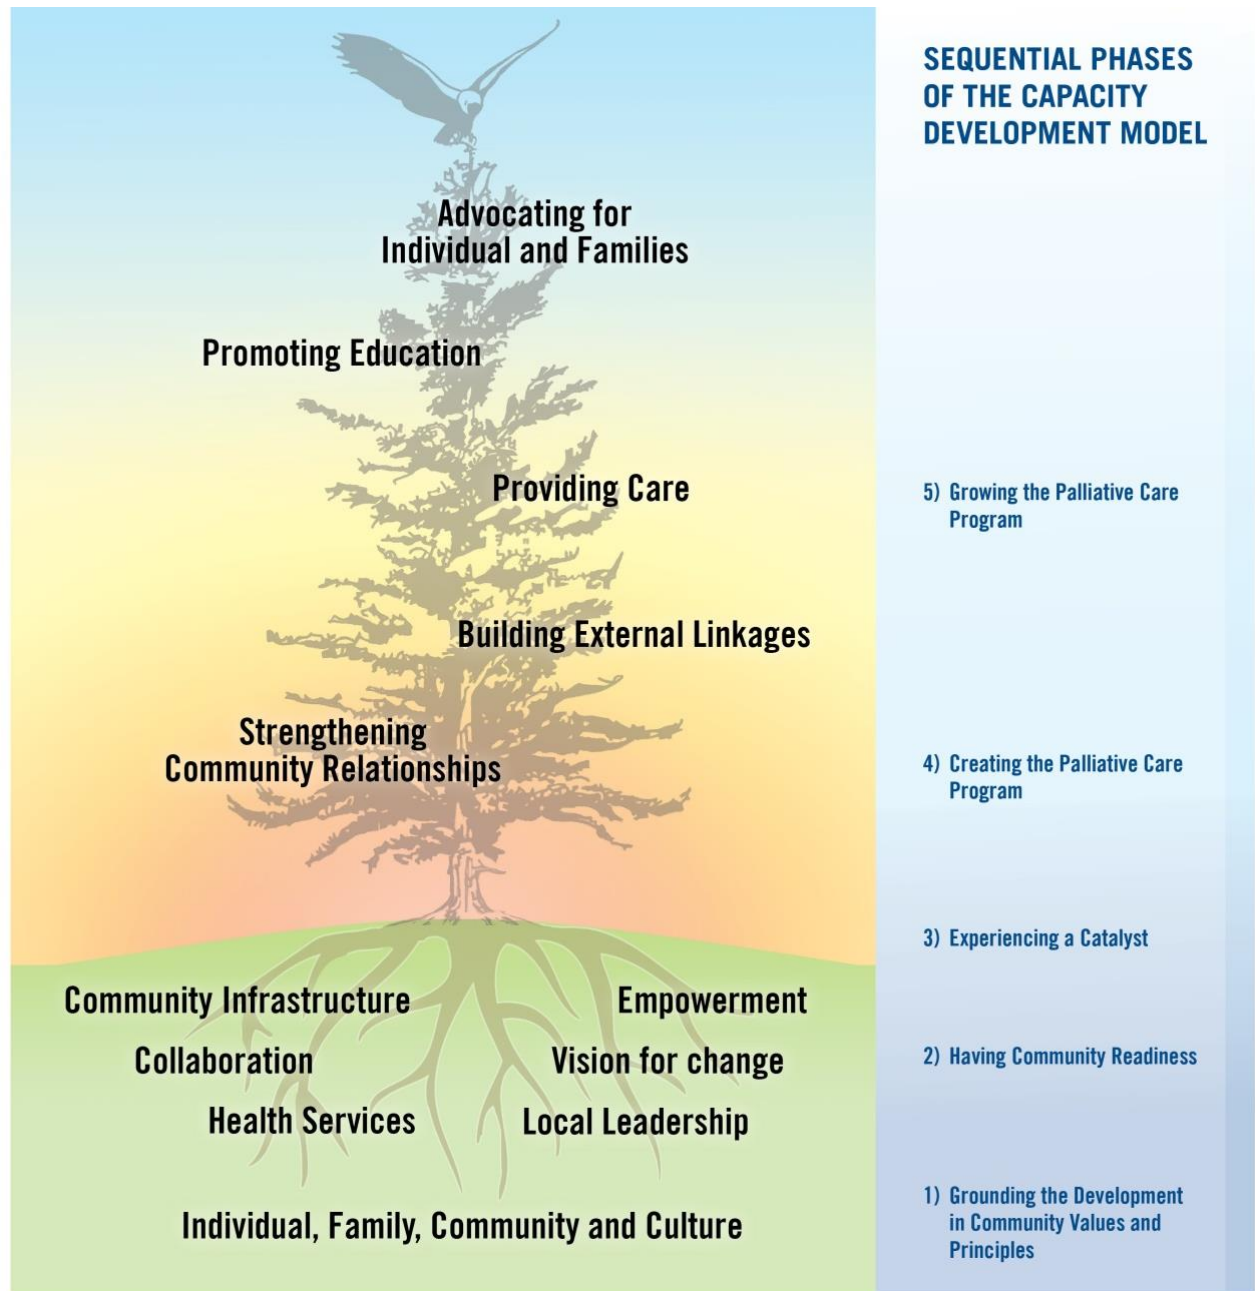 SEQUENTIAL PHASES
OF THE CAPACITY
DEVELOPMENT MODEL
Advocating for
Individual and Families
Promoting Education
Providing Care
5) Growing the Palliative Care
Program
Building External Linkages
Strengthening
Community Relationships
4) Creating the Palliative Care
Program
3) Experiencing a Catalyst
Community Infrastructure
Empowerment
Collaboration
Vision for change
2) Having Community Readiness
Health Services
Local Leadership
Individual, Family, Community and Culture
1) Grounding the Development
in Community Values and
Principles